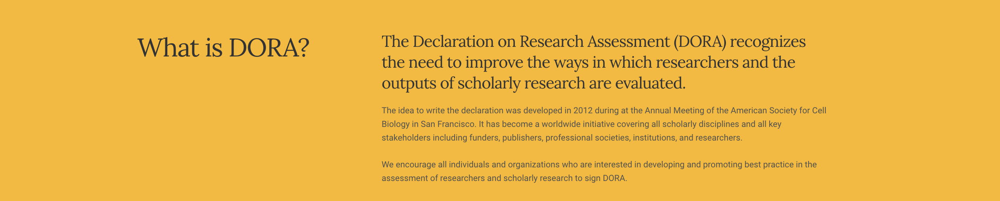 What is DORA?
The Declaration on Research Assessment (DORA) recognizes
the need to improve the ways in which researchers and the
outputs of scholarly research are evaluated.
The idea to write the declaration was developed in 2012 during at the Annual Meeting of the American Society for Cell
Biology in San Francisco. It has become a worldwide initiative covering all scholarly disciplines and all key
stakeholders including funders, publishers, professional societies, institutions, and researchers.
We encourage all individuals and organizations who are interested in developing and promoting best practice in the
assessment of researchers and scholarly research to sign DORA.